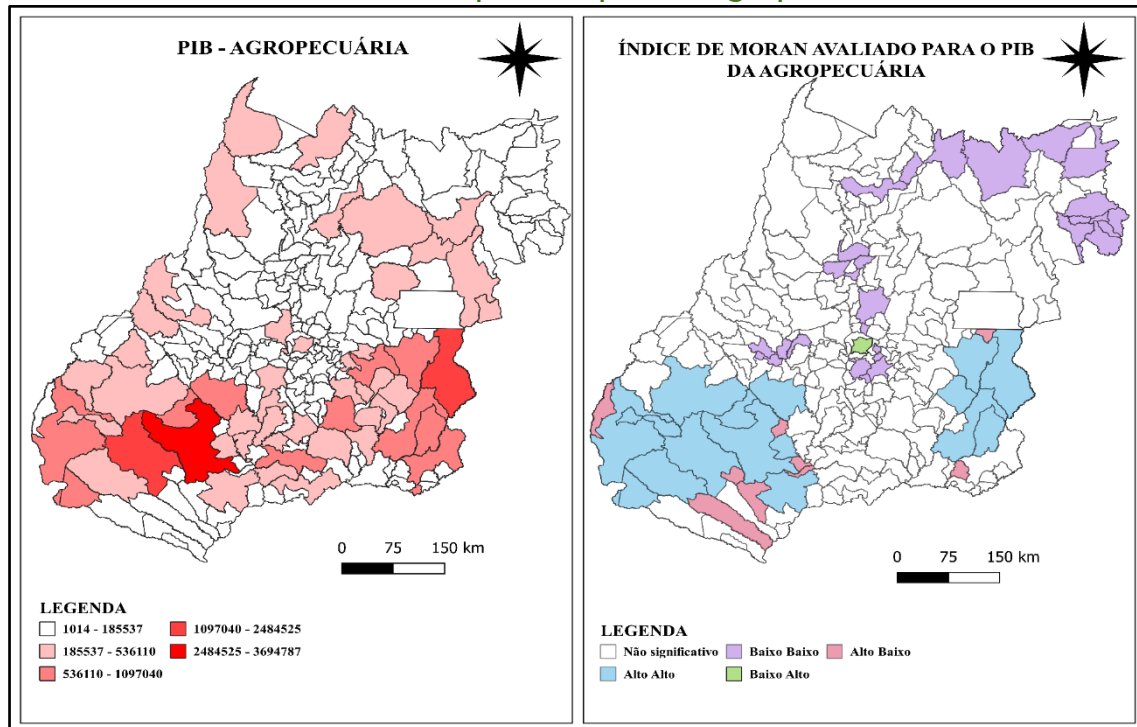 PIB - AGROPECUÁRIA
0 75 150 km
LEGENDA
1014 - 185537
1097040 - 2484525
185537 - 536110
2484525 - 3694787
536110 - 1097040
ÍNDICE DE MORAN AVALIADO PARA O PIB
DA AGROPECUÁRIA
0 75 150 km
LEGENDA
Não significativo
Baixo Baixo
Alto Baixo
Alto Alto
Baixo Alto